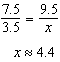 7.5/3.5 = 9.5/x
x ≈ 4.4